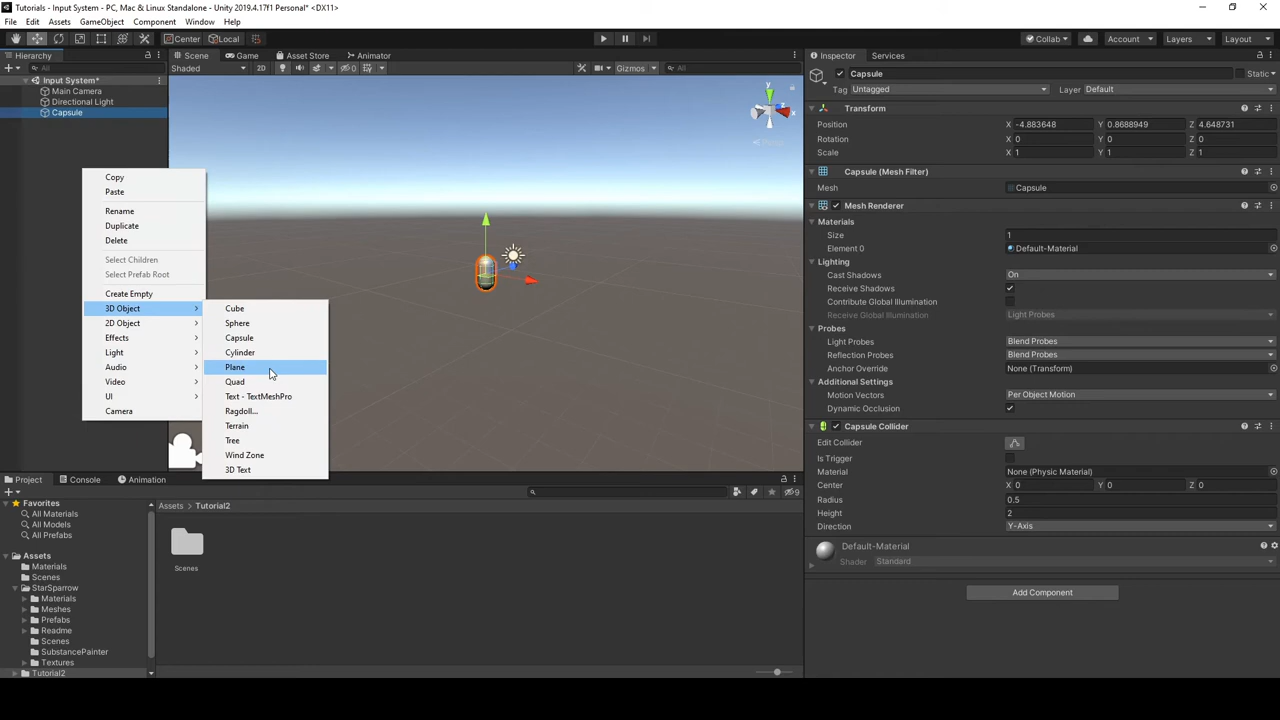 Tutorials - Input System - PC, Mac & Linux Standalone - Unity 2019.4.17f1 Personal* <DX11>
File Edit Assets GameObject Component Window Help
Center Local Collab Account Layers Layout
Hierarchy
All
Input System*
Main Camera
Directional Light
Capsule
Copy
Paste
Rename
Duplicate
Delete
Select Children
Select Prefab Root
Create Empty
3D Object
2D Object
Effects
Light
Audio
Video
UI
Camera
Cube
Sphere
Capsule
Cylinder
Plane
Quad
Text - TextMeshPro
Ragdoll...
Terrain
Tree
Wind Zone
3D Text
Scene Game Asset Store Animator
Shaded 2D 0 Gizmos All
y
x
Inspector Services
Capsule Static
Tag Untagged Layer Default
Transform
Position X -4.883648 Y 0.8688949 Z 4.648731
Rotation X 0 Y 0 Z 0
Scale X 1 Y 1 Z 1
Capsule (Mesh Filter)
Mesh Capsule
Mesh Renderer
Materials
Size 1
Element 0 Default-Material
Lighting
Cast Shadows On
Receive Shadows
Contribute Global Illumination
Receive Global Illumination Light Probes
Probes
Light Probes Blend Probes
Reflection Probes Blend Probes
Anchor Override None (Transform)
Additional Settings
Motion Vectors Per Object Motion
Dynamic Occlusion
Capsule Collider
Edit Collider
Is Trigger
Material None (Physic Material)
Center X 0 Y 0 Z 0
Radius 0.5
Height 2
Direction Y-Axis
Default-Material
Shader Standard
Add Component
Project Console Animation
9
Favorites
All Materials
All Models
All Prefabs
Assets
Materials
Scenes
StarSparrow
Materials
Meshes
Prefabs
Readme
Scenes
SubstancePainter
Textures
Tutorial2
Assets > Tutorial2
Scenes